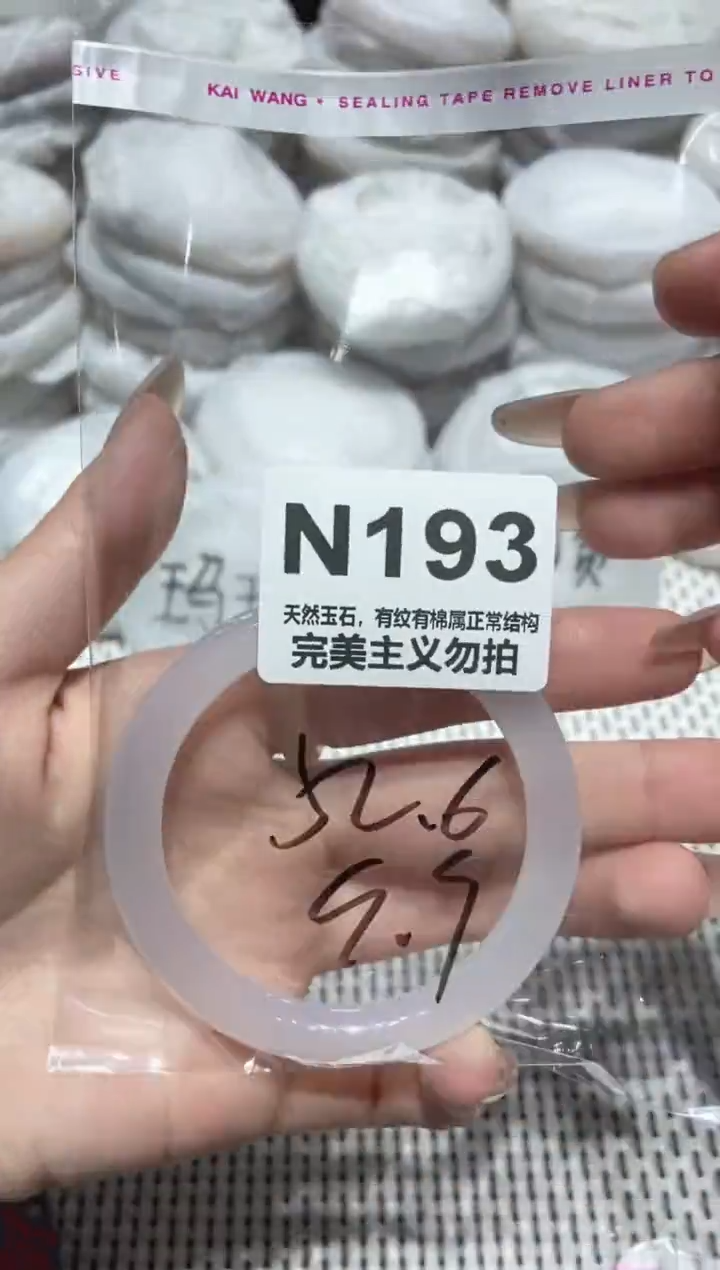 SIVE KAI WANG • SEALING TAPE REMOVE LINER TO
N193
天然玉石，有纹有棉属正常结构
完美主义勿拍
玛
52.6
9.9